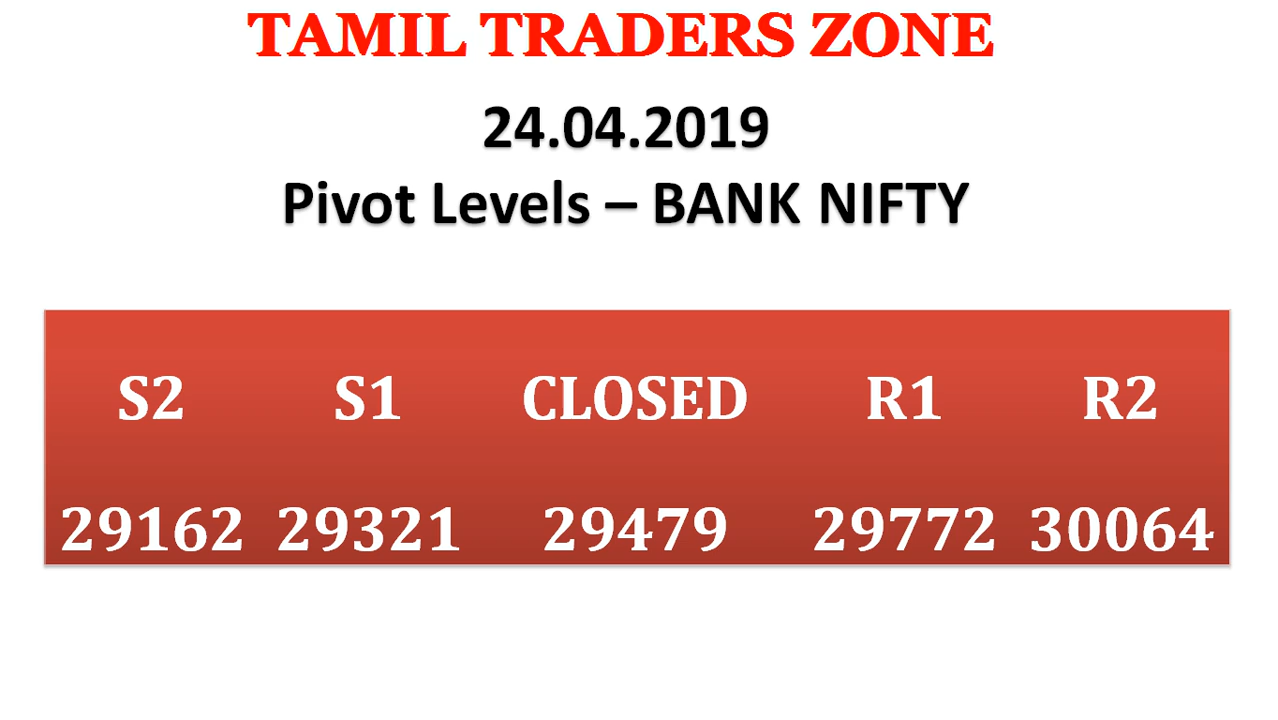 TAMIL TRADERS ZONE
24.04.2019
Pivot Levels – BANK NIFTY
S2 S1 CLOSED R1 R2
29162 29321 29479 29772 30064